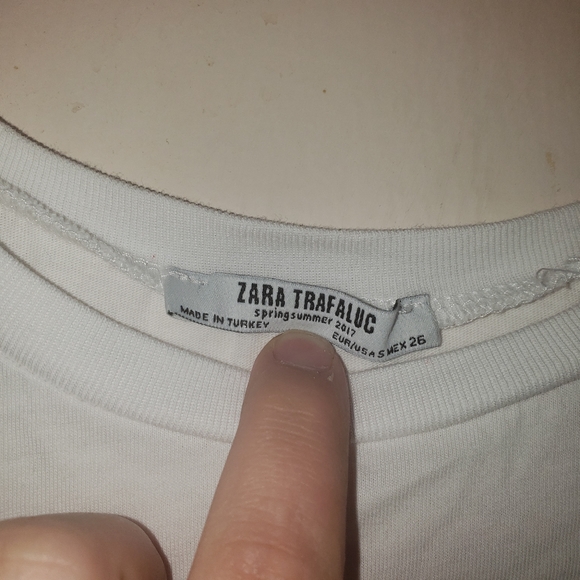 ZARA TRAFALUC
springsummer 2017
MADE IN TURKEY
EUR/USA S MEX 26